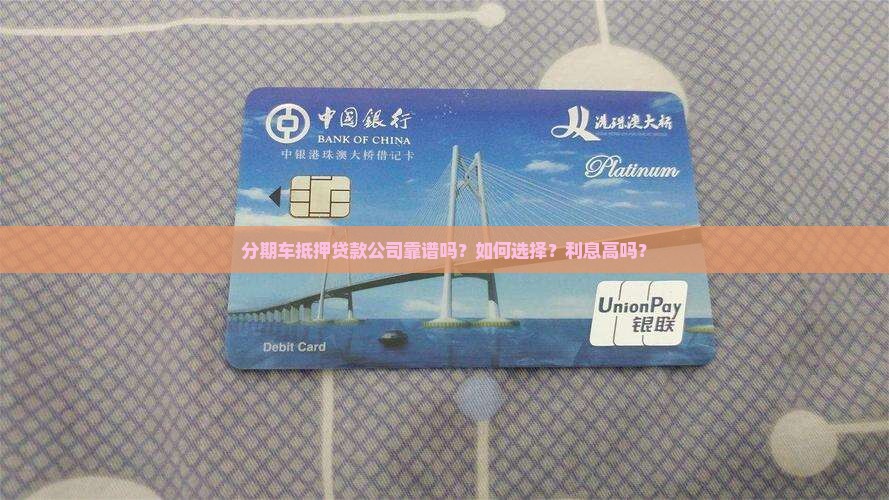 中国银行
BANK OF CHINA
中银港珠澳大桥借记卡
港珠澳大桥
Platinum
分期车抵押贷款公司靠谱吗？如何选择？利息高吗？
UnionPay
银联
Debit Card